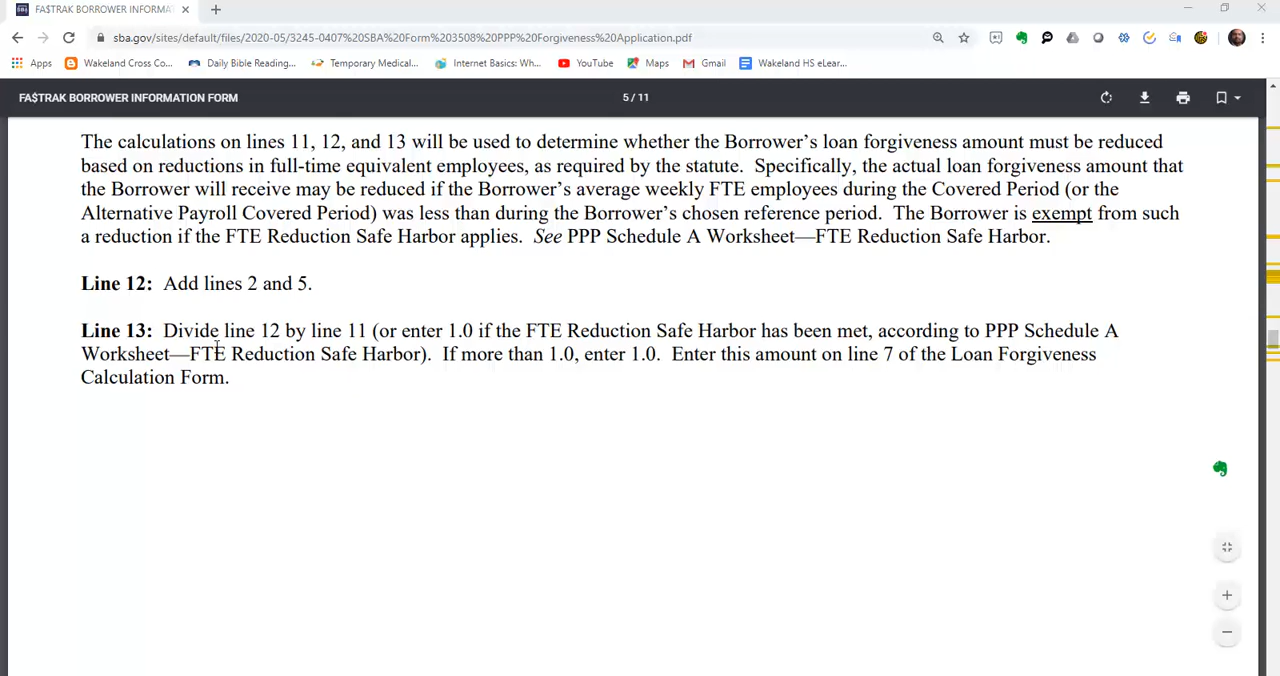 FA$TRAK BORROWER INFORMA
sba.gov/sites/default/files/2020-05/3245-0407%20SBA%20Form%203508%20PPP%20Forgiveness%20Application.pdf
Apps Wakeland Cross Co... Daily Bible Reading:... Temporary Medical... Internet Basics: Wh... YouTube Maps Gmail Wakeland HS eLear...
FA$TRAK BORROWER INFORMATION FORM 5 / 11
The calculations on lines 11, 12, and 13 will be used to determine whether the Borrower’s loan forgiveness amount must be reduced
based on reductions in full-time equivalent employees, as required by the statute. Specifically, the actual loan forgiveness amount that
the Borrower will receive may be reduced if the Borrower’s average weekly FTE employees during the Covered Period (or the
Alternative Payroll Covered Period) was less than during the Borrower’s chosen reference period. The Borrower is exempt from such
a reduction if the FTE Reduction Safe Harbor applies. See PPP Schedule A Worksheet—FTE Reduction Safe Harbor.
Line 12: Add lines 2 and 5.
Line 13: Divide line 12 by line 11 (or enter 1.0 if the FTE Reduction Safe Harbor has been met, according to PPP Schedule A
Worksheet—FTE Reduction Safe Harbor). If more than 1.0, enter 1.0. Enter this amount on line 7 of the Loan Forgiveness
Calculation Form.